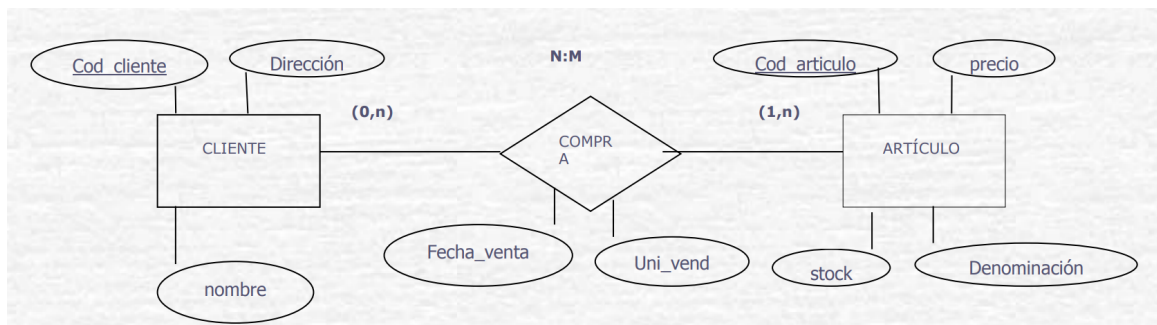 Cod_cliente
Dirección
N:M
Cod_articulo
precio
(0,n)
(1,n)
CLIENTE
COMPR
A
ARTÍCULO
Fecha_venta
Uni_vend
stock
Denominación
nombre